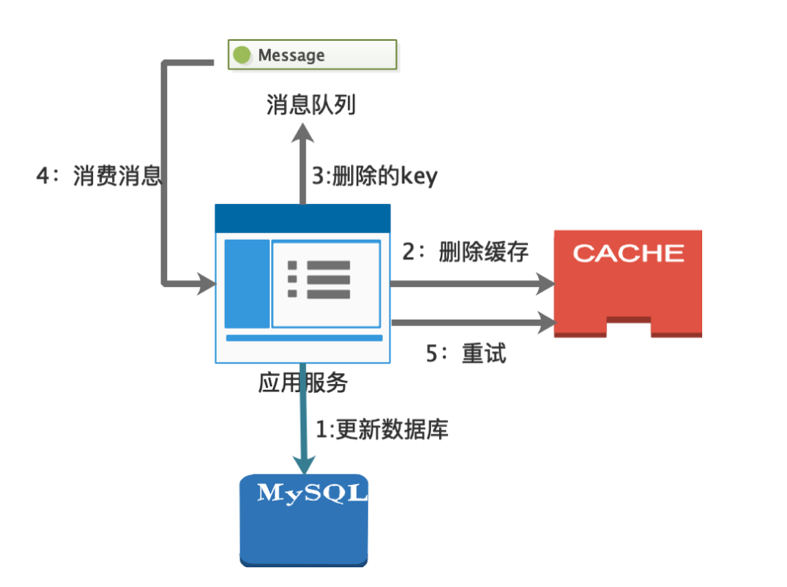 Message
消息队列
4：消费消息
3:删除的key
2：删除缓存
CACHE
5：重试
应用服务
1:更新数据库
MySQL